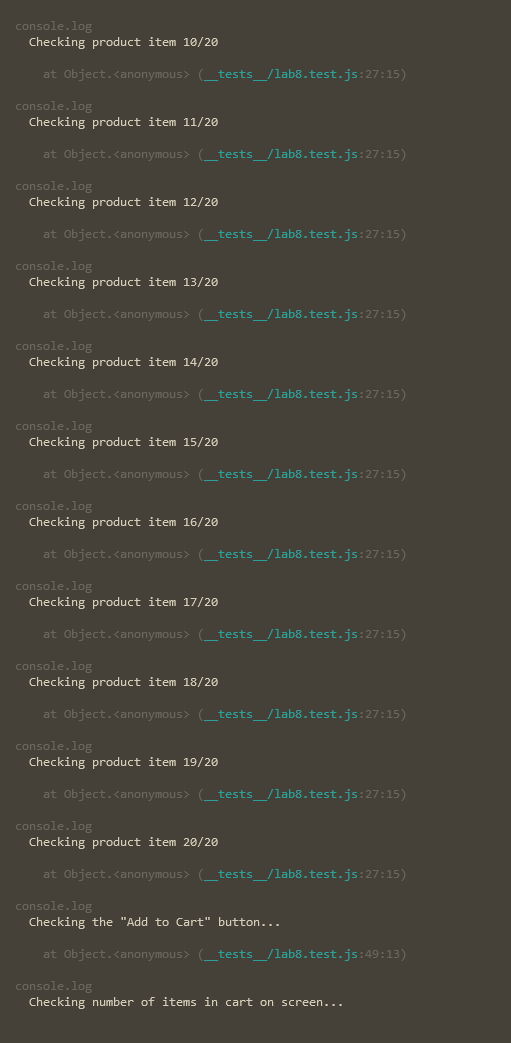 console.log
Checking product item 10/20
at Object.<anonymous> (__tests__/lab8.test.js:27:15)
console.log
Checking product item 11/20
at Object.<anonymous> (__tests__/lab8.test.js:27:15)
console.log
Checking product item 12/20
at Object.<anonymous> (__tests__/lab8.test.js:27:15)
console.log
Checking product item 13/20
at Object.<anonymous> (__tests__/lab8.test.js:27:15)
console.log
Checking product item 14/20
at Object.<anonymous> (__tests__/lab8.test.js:27:15)
console.log
Checking product item 15/20
at Object.<anonymous> (__tests__/lab8.test.js:27:15)
console.log
Checking product item 16/20
at Object.<anonymous> (__tests__/lab8.test.js:27:15)
console.log
Checking product item 17/20
at Object.<anonymous> (__tests__/lab8.test.js:27:15)
console.log
Checking product item 18/20
at Object.<anonymous> (__tests__/lab8.test.js:27:15)
console.log
Checking product item 19/20
at Object.<anonymous> (__tests__/lab8.test.js:27:15)
console.log
Checking product item 20/20
at Object.<anonymous> (__tests__/lab8.test.js:27:15)
console.log
Checking the "Add to Cart" button...
at Object.<anonymous> (__tests__/lab8.test.js:49:13)
console.log
Checking number of items in cart on screen...